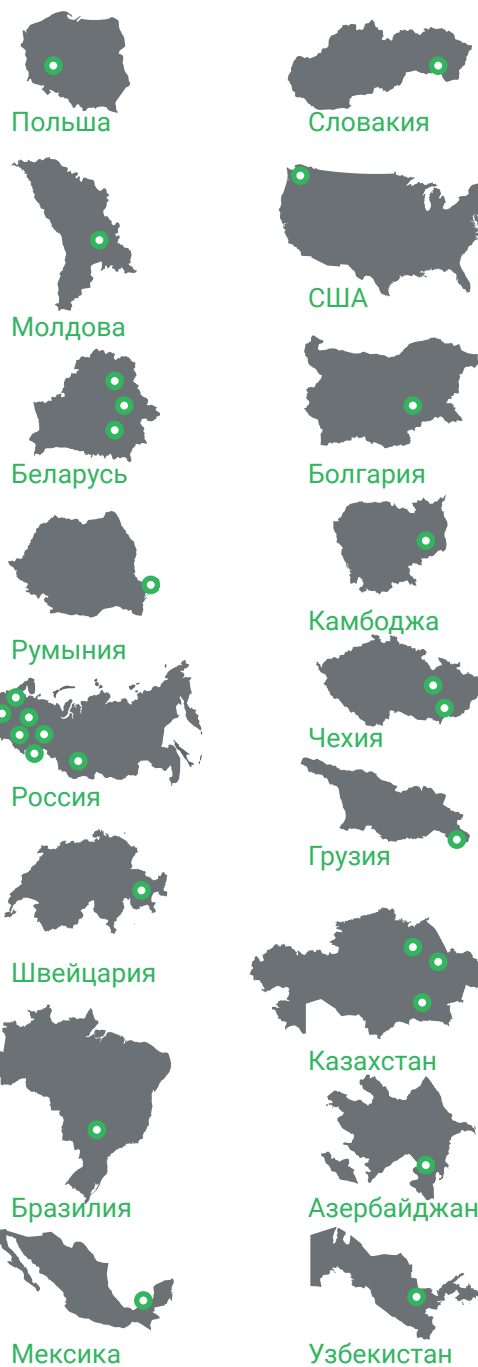 Польша
Словакия
Молдова
США
Беларусь
Болгария
Румыния
Камбоджа
Россия
Чехия
Швейцария
Грузия
Бразилия
Казахстан
Мексика
Азербайджан
Узбекистан